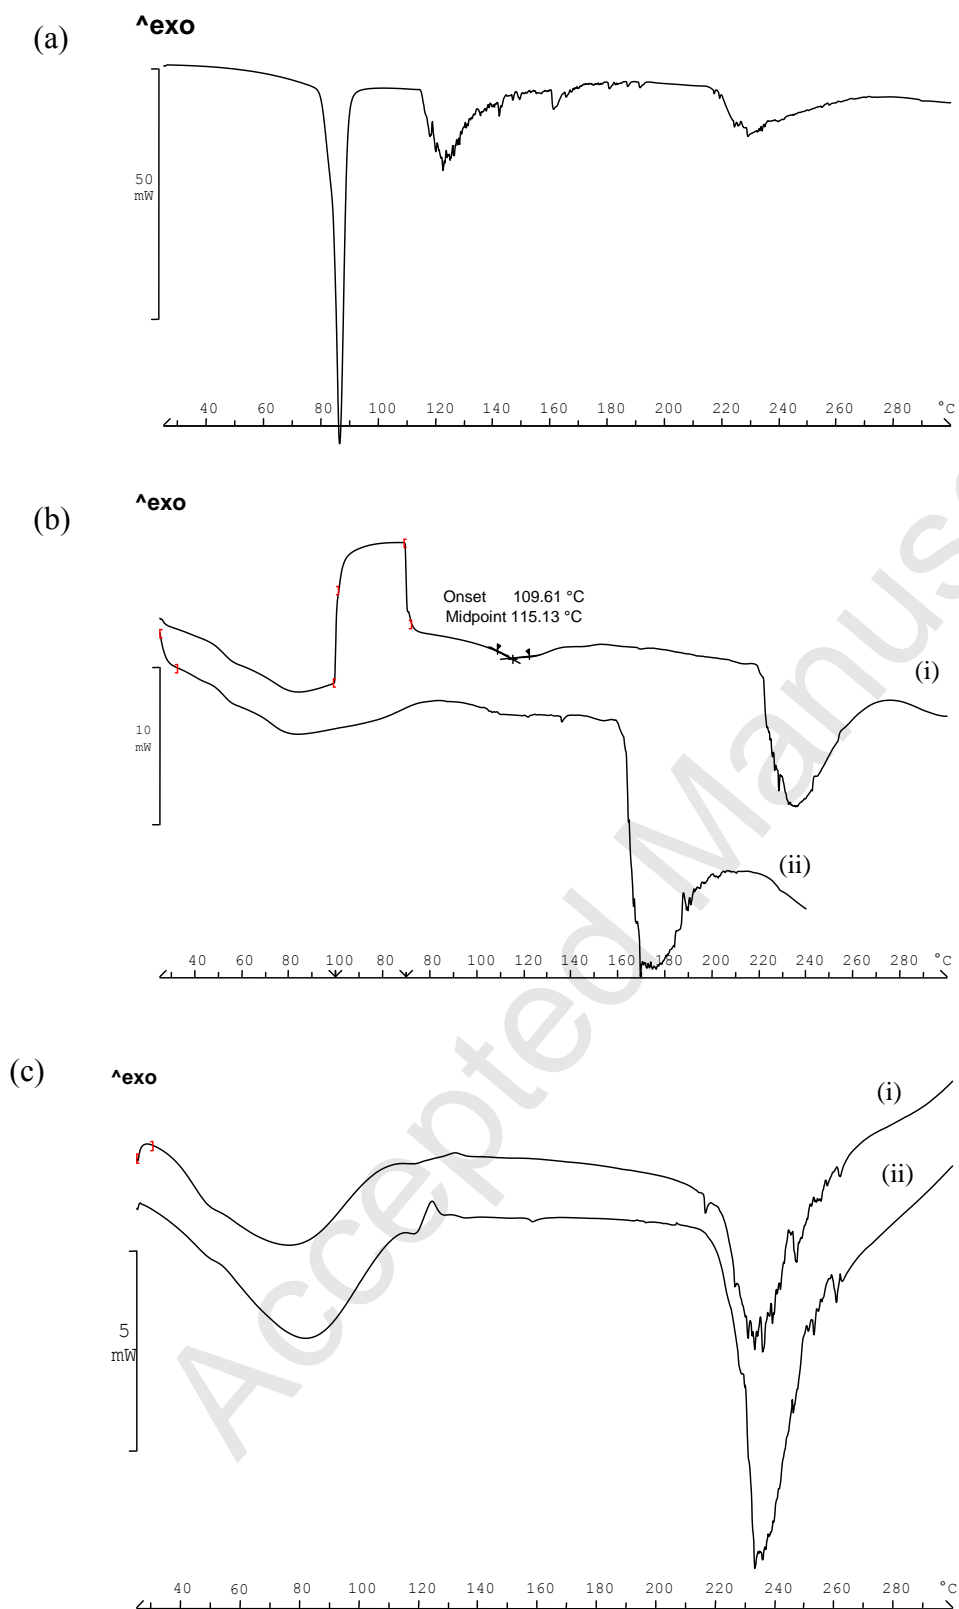 (a)
^exo
50
mW
40 60 80 100 120 140 160 180 200 220 240 260 280 °C
(b)
^exo
Onset 109.61 °C
Midpoint 115.13 °C
(i)
10
mW
(ii)
40 60 80 100 80 80 100 120 140 160 180 200 220 240 260 280 °C
(c)
^exo
(i)
(ii)
5
mW
40 60 80 100 120 140 160 180 200 220 240 260 280 °C
Accepted Manus